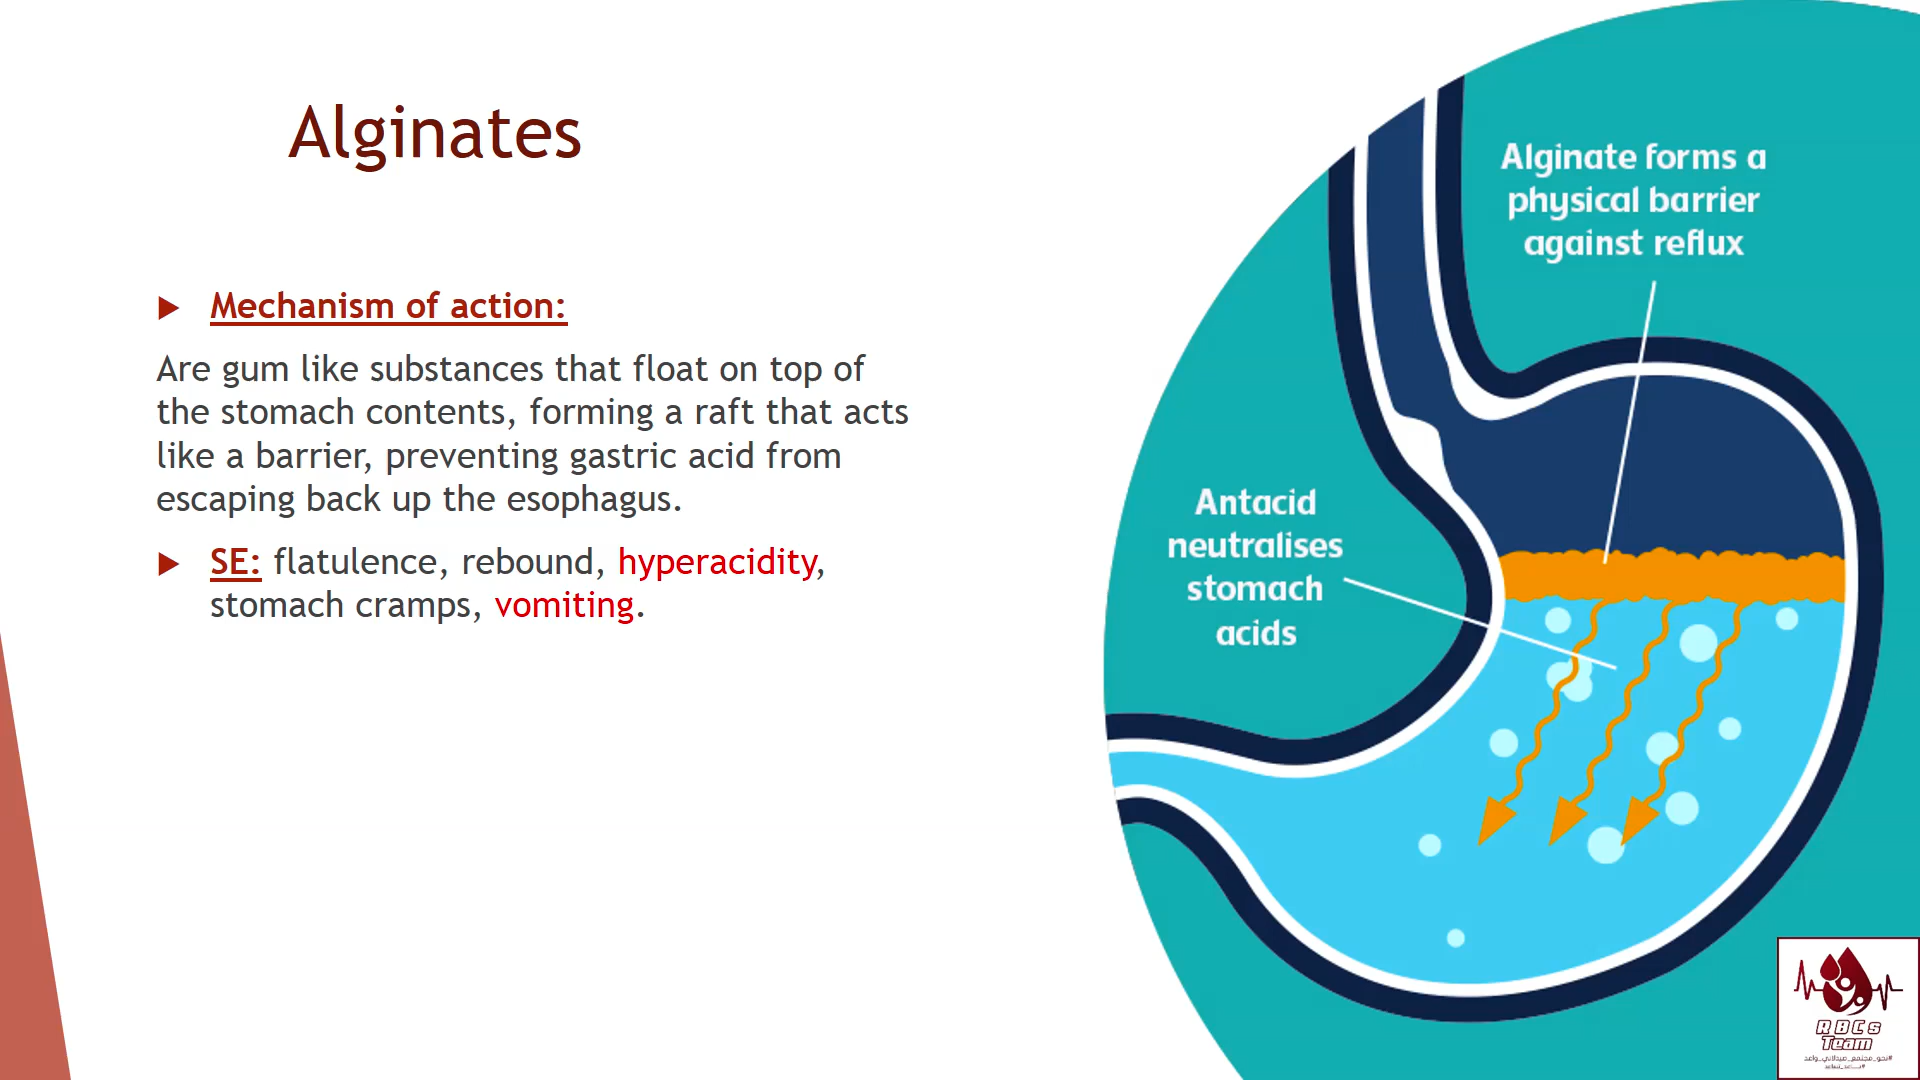 Alginates
Mechanism of action:
Are gum like substances that float on top of
the stomach contents, forming a raft that acts
like a barrier, preventing gastric acid from
escaping back up the esophagus.
SE: flatulence, rebound, hyperacidity,
stomach cramps, vomiting.
Alginate forms a
physical barrier
against reflux
Antacid
neutralises
stomach
acids
RBCs
Team
#نحو_مجتمع_صيدلاني_واعد